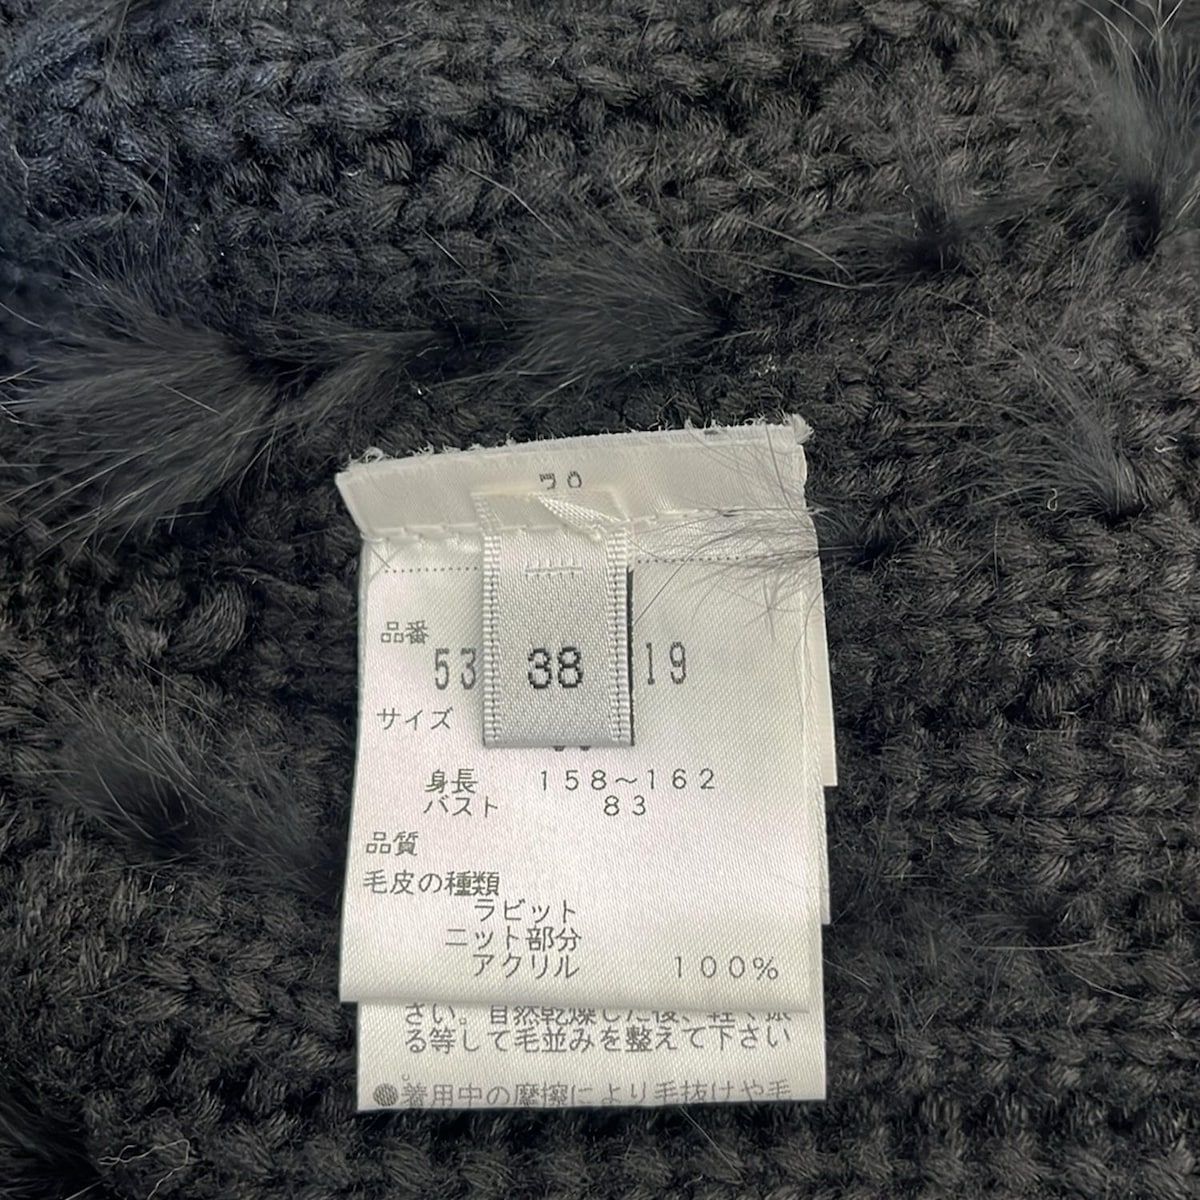 品番
53 38 19
サイズ
身長 158～162
バスト 83
品質
毛皮の種類
ラビット
ニット部分
アクリル 100%
さい。自然乾燥した後、軽く振
る等して毛並みを整えて下さい
。
●着用中の摩擦により毛抜けや毛